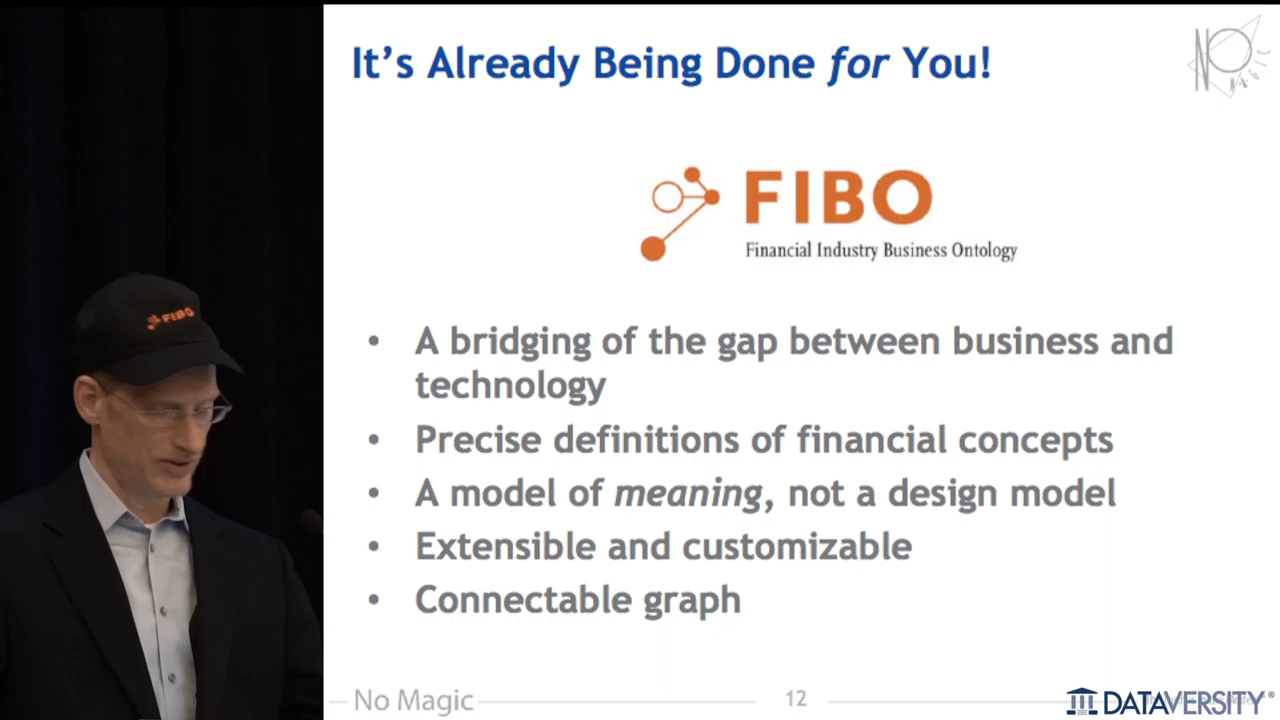 It's Already Being Done for You!
NO
MAGIC
FIBO
Financial Industry Business Ontology
FIBO
• A bridging of the gap between business and
technology
• Precise definitions of financial concepts
• A model of meaning, not a design model
• Extensible and customizable
• Connectable graph
No Magic
12
DATAVERSITY®